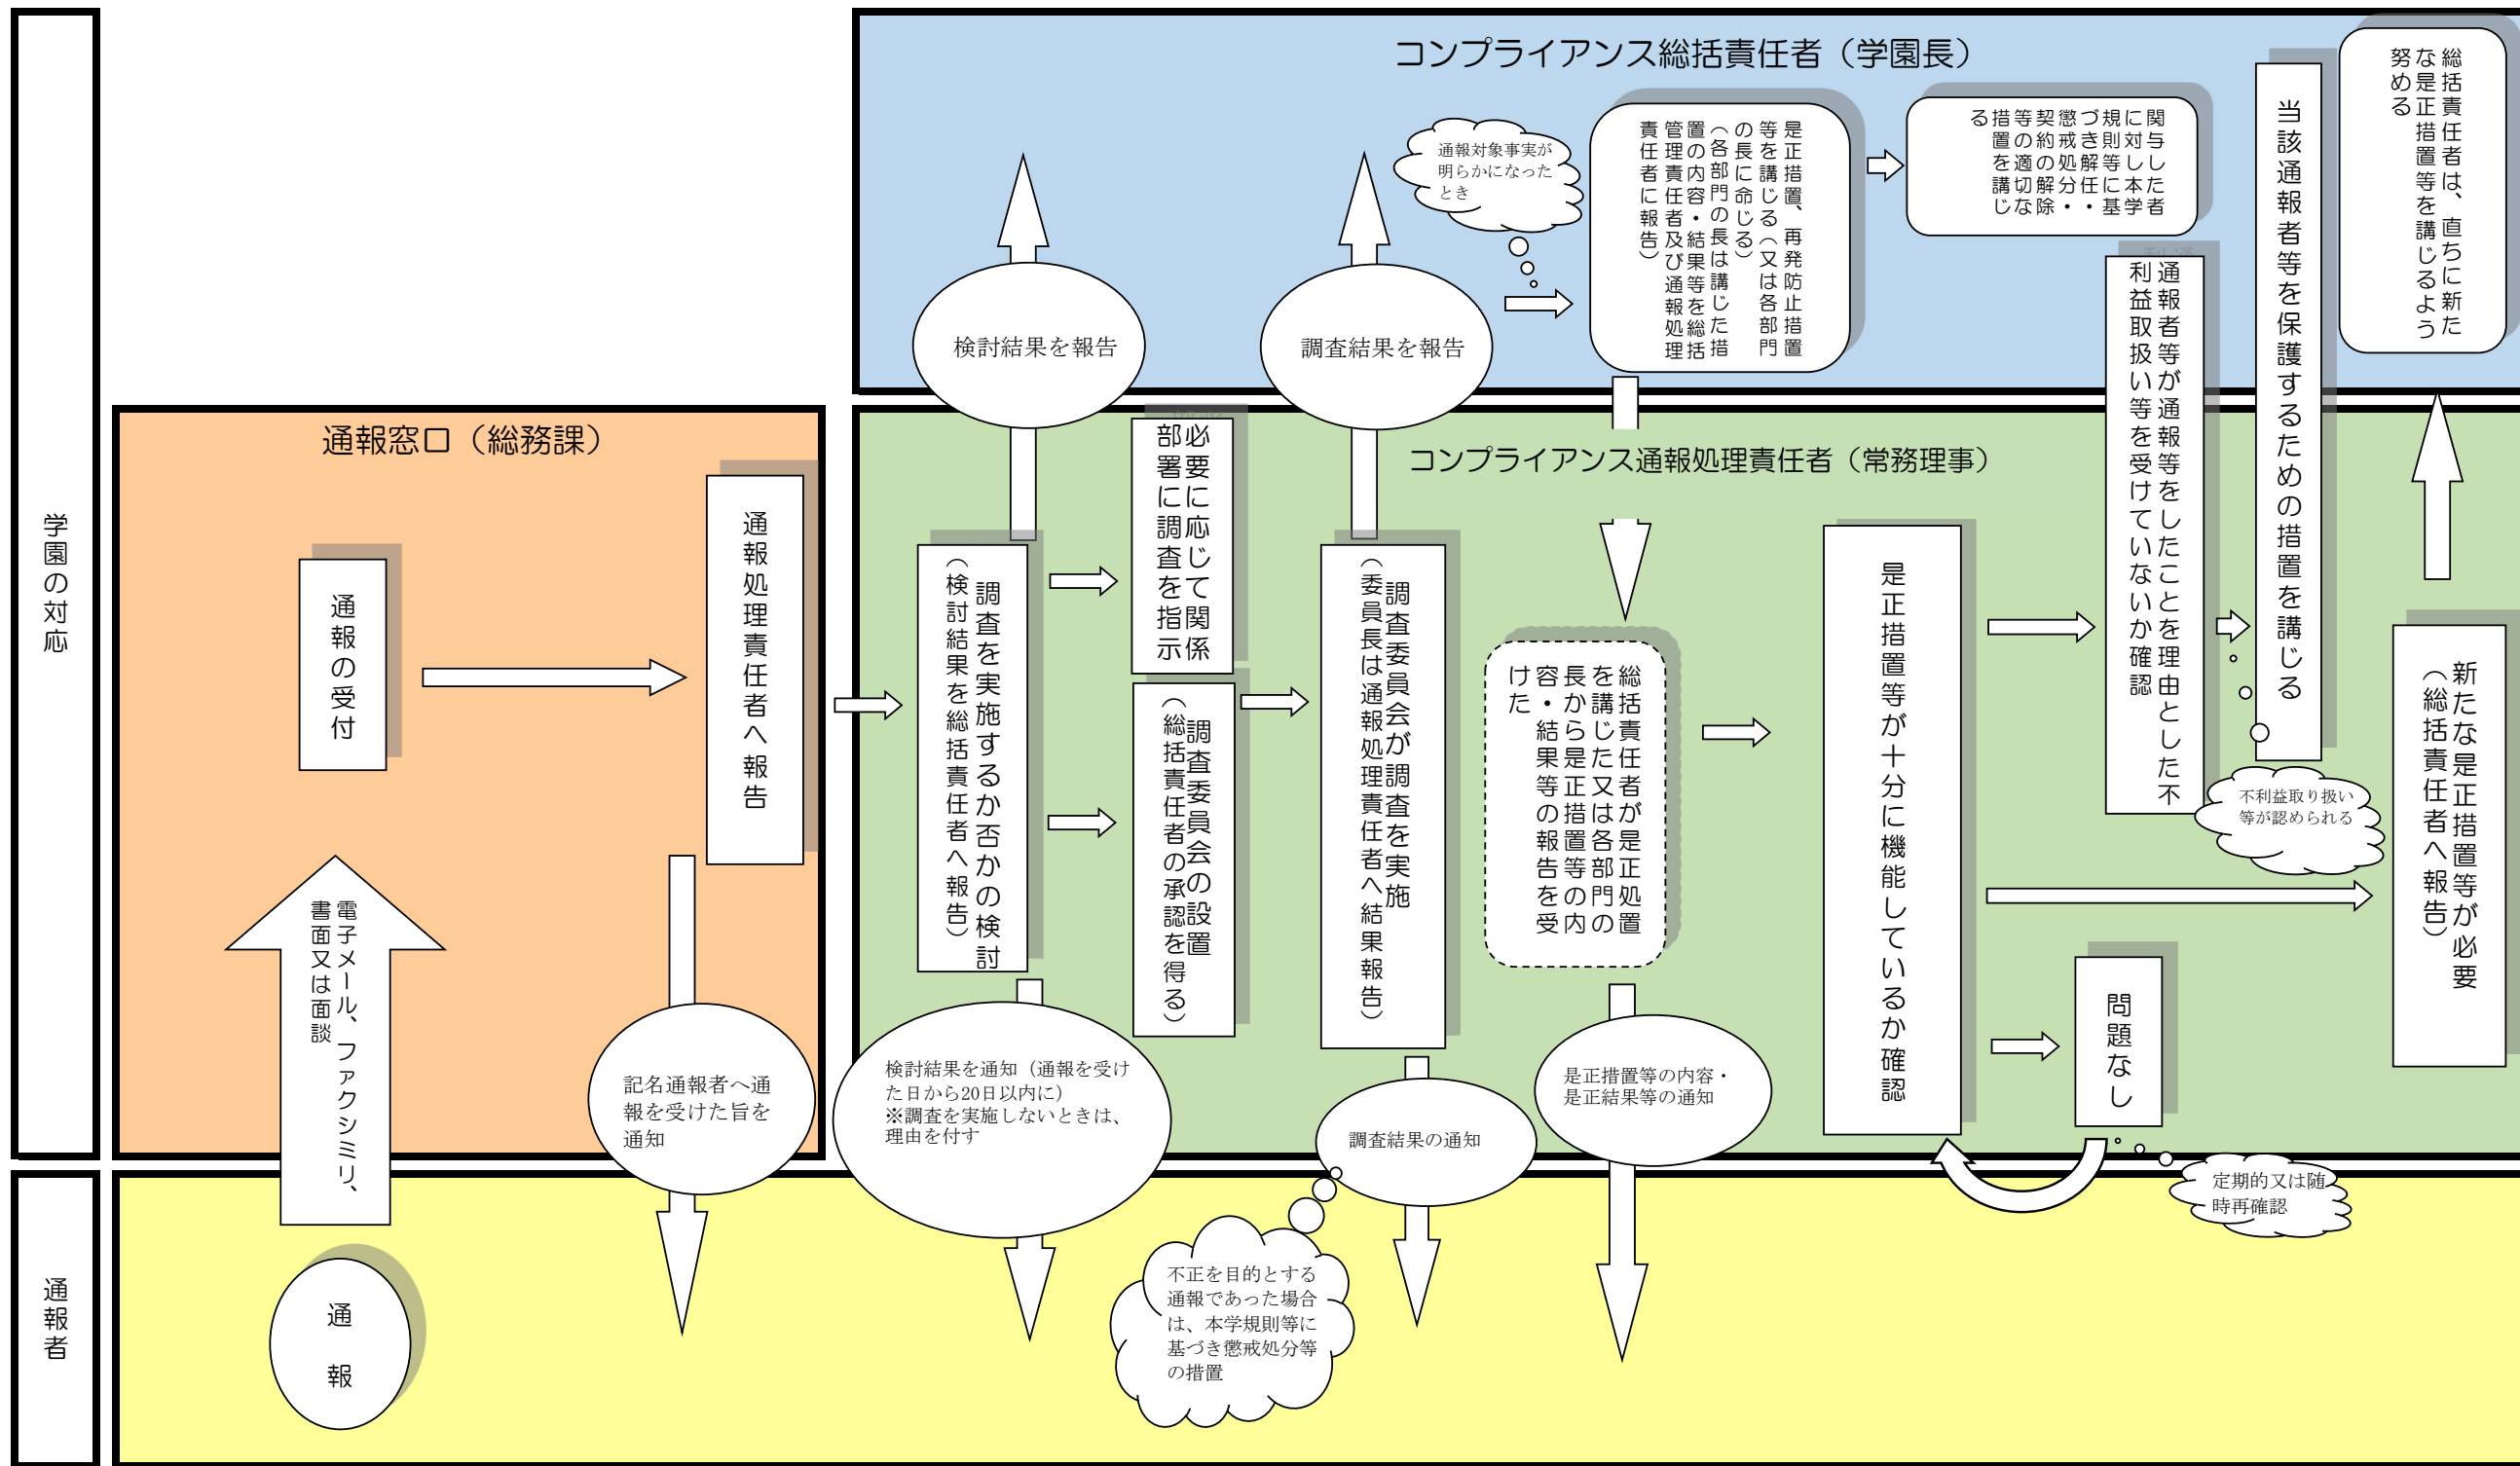 学園の対応
通報者
コンプライアンス総括責任者（学園長）
通報窓口（総務課）
コンプライアンス通報処理責任者（常務理事）
通
報
電子メール、ファクシミリ、
書面又は面談
通報の受付
通報処理責任者へ報告
記名通報者へ通
報を受けた旨を
通知
調査を実施するか否かの検討
（検討結果を総括責任者へ報告）
検討結果を報告
検討結果を通知（通報を受け
た日から20日以内に）
※調査を実施しないときは、
理由を付す
必要に応じて関係
部署に調査を指示
調査委員会の設置
（総括責任者の承認を得る）
調査委員会が調査を実施
（委員長は通報処理責任者へ結果報告）
調査結果を報告
調査結果の通知
不正を目的とする
通報であった場合
は、本学規則等に
基づき懲戒処分等
の措置
通報対象事実が
明らかになった
とき
是正措置、再発防止措置
等を講じる（又は各部門
の長に命じる）
（各部門の長は講じた措
置の内容・結果等を総括
管理責任者及び通報処理
責任者に報告）
関与した者
に対し本学
規則等に基
づき解任・
懲戒処分・
契約の解除
等の適切な
措置を講じ
る
総括責任者が是正処置
を講じた又は各部門の
長から是正措置等の内
容・結果等の報告を受
けた
是正措置等の内容・
是正結果等の通知
是正措置等が十分に機能しているか確認
通報者等が通報等をしたことを理由とした不
利益取扱い等を受けていないか確認
当該通報者等を保護するための措置を講じる
不利益取り扱い
等が認められる
問題なし
定期的又は随
時再確認
新たな是正措置等が必要
（総括責任者へ報告）
総括責任者は、直ちに新た
な是正措置等を講じるよう
努める